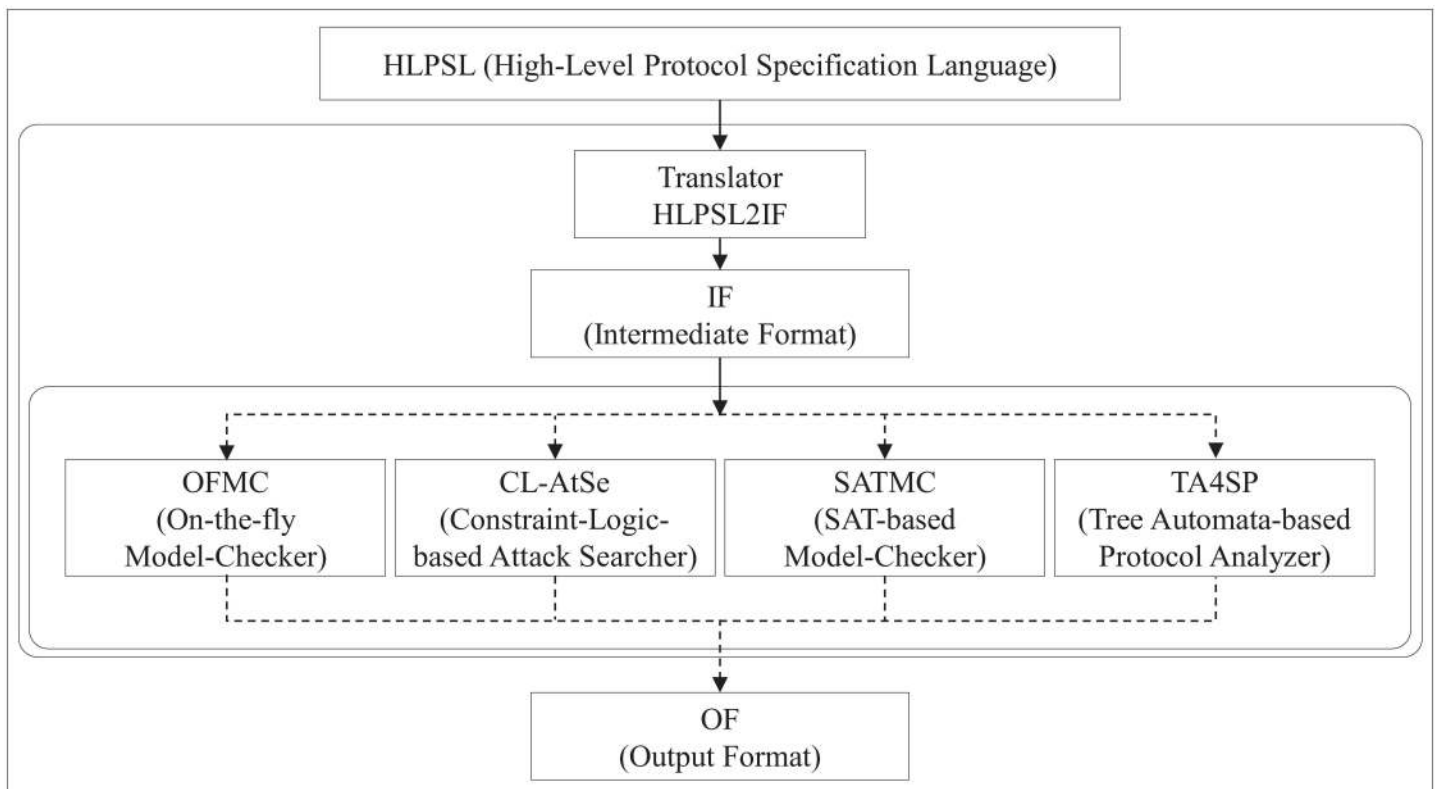 HLPSL (High-Level Protocol Specification Language)
Translator
HLPSL2IF
IF
(Intermediate Format)
OFMC
(On-the-fly
Model-Checker)
CL-AtSe
(Constraint-Logic-
based Attack Searcher)
SATMC
(SAT-based
Model-Checker)
TA4SP
(Tree Automata-based
Protocol Analyzer)
OF
(Output Format)